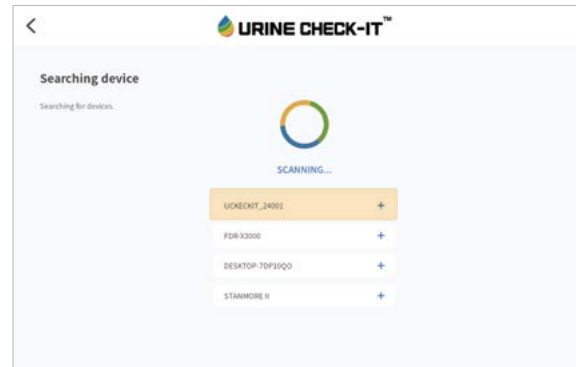 URINE CHECK-IT™
Searching device
Searching for devices.
SCANNING...
UCKECKIT_24001
+
FDR-X3000
+
DESKTOP-7DP10QO
+
STANMORE II
+